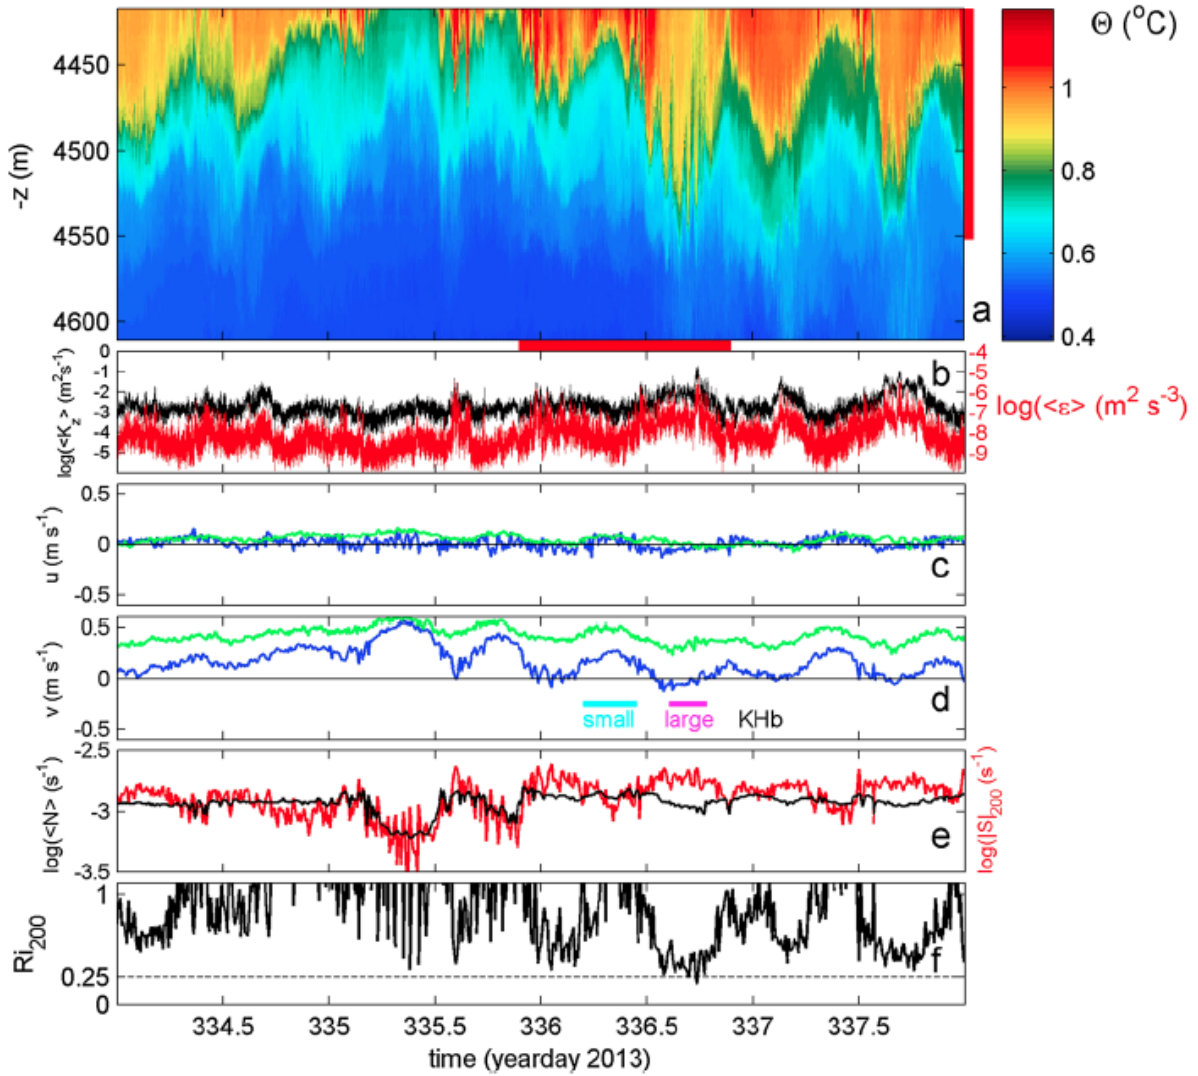 Θ (°C)
4450
4500
4550
4600
-z (m)
1
0.8
0.6
0.4
a
0
-1
-2
-3
-4
-5
log(<K_z> (m²s⁻¹)
b
-4
-5
-6
-7
-8
-9
log(<ε> (m² s⁻³)
0.5
0
-0.5
u (m s⁻¹)
c
0.5
0
-0.5
v (m s⁻¹)
d
small large KHb
-2.5
-3
-3.5
log(<N>) (s⁻¹)
e
log(|S|₂₀₀ (s⁻¹)
1
0.25
0
Ri₂₀₀
f
334.5 335 335.5 336 336.5 337 337.5
time (yearday 2013)